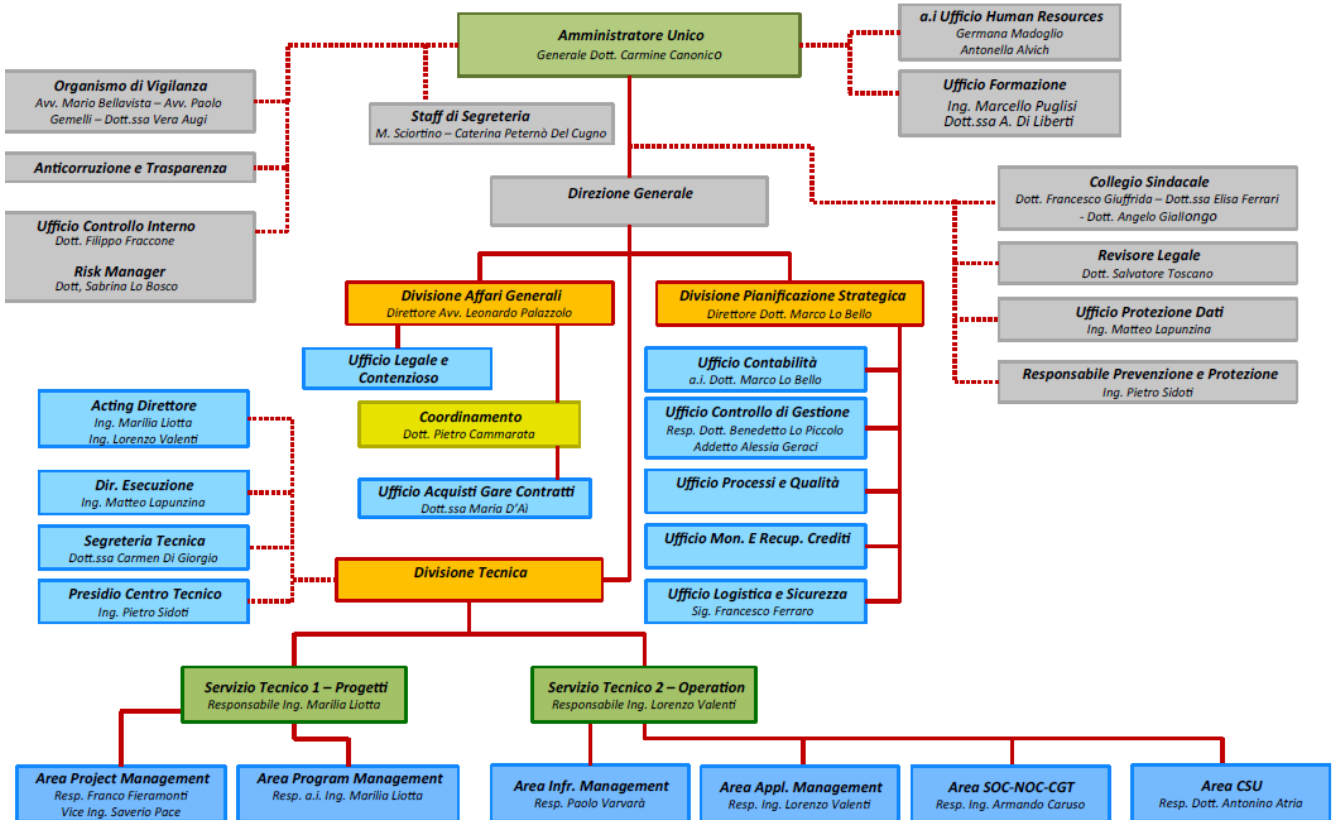 Amministratore Unico
Generale Dott. Carmine Canonico
a.i Ufficio Human Resources
Germana Madoglio
Antonella Alvich
Ufficio Formazione
Ing. Marcello Puglisi
Dott.ssa A. Di Liberti
Organismo di Vigilanza
Avv. Mario Bellavista – Avv. Paolo
Gemelli – Dott.ssa Vera Augi
Staff di Segreteria
M. Sciortino – Caterina Peternò Del Cugno
Anticorruzione e Trasparenza
Ufficio Controllo Interno
Dott. Filippo Fraccone
Risk Manager
Dott, Sabrina Lo Bosco
Direzione Generale
Collegio Sindacale
Dott. Francesco Giuffrida – Dott.ssa Elisa Ferrari
- Dott. Angelo Giallongo
Revisore Legale
Dott. Salvatore Toscano
Ufficio Protezione Dati
Ing. Matteo Lapunzina
Responsabile Prevenzione e Protezione
Ing. Pietro Sidoti
Divisione Affari Generali
Direttore Avv. Leonardo Palazzolo
Divisione Pianificazione Strategica
Direttore Dott. Marco Lo Bello
Ufficio Legale e
Contenzioso
Coordinamento
Dott. Pietro Cammarata
Ufficio Acquisti Gare Contratti
Dott.ssa Maria D'Aì
Ufficio Contabilità
a.i. Dott. Marco Lo Bello
Ufficio Controllo di Gestione
Resp. Dott. Benedetto Lo Piccolo
Addetto Alessia Geraci
Ufficio Processi e Qualità
Ufficio Mon. E Recup. Crediti
Ufficio Logistica e Sicurezza
Sig. Francesco Ferraro
Acting Direttore
Ing. Marilia Liotta
Ing. Lorenzo Valenti
Dir. Esecuzione
Ing. Matteo Lapunzina
Segreteria Tecnica
Dott.ssa Carmen Di Giorgio
Presidio Centro Tecnico
Ing. Pietro Sidoti
Divisione Tecnica
Servizio Tecnico 1 – Progetti
Responsabile Ing. Marilia Liotta
Servizio Tecnico 2 – Operation
Responsabile Ing. Lorenzo Valenti
Area Project Management
Resp. Franco Fieramonti
Vice Ing. Saverio Pace
Area Program Management
Resp. a.i. Ing. Marilia Liotta
Area Infr. Management
Resp. Paolo Varvarà
Area Appl. Management
Resp. Ing. Lorenzo Valenti
Area SOC-NOC-CGT
Resp. Ing. Armando Caruso
Area CSU
Resp. Dott. Antonino Atria